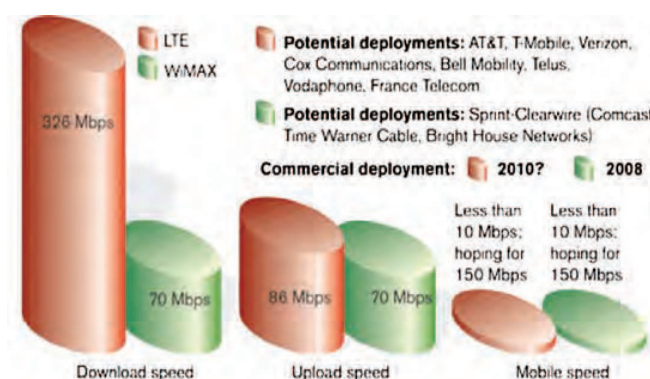 LTE
WiMAX
Potential deployments: AT&T, T-Mobile, Verizon,
Cox Communications, Bell Mobility, Telus,
Vodaphone, France Telecom
Potential deployments: Sprint-Clearwire (Comcast
Time Warner Cable, Bright House Networks)
Commercial deployment: 2010? 2008
326 Mbps
70 Mbps
Download speed
86 Mbps
70 Mbps
Upload speed
Less than
10 Mbps;
hoping for
150 Mbps
Less than
10 Mbps;
hoping for
150 Mbps
Mobile speed